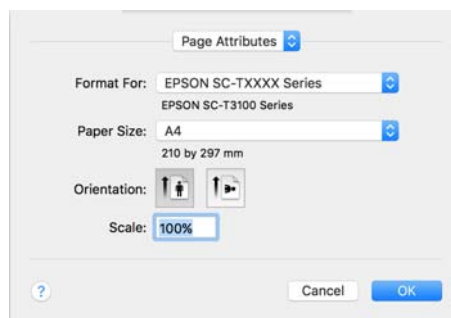 Page Attributes
Format For: EPSON SC-TXXXX Series
EPSON SC-T3100 Series
Paper Size: A4
210 by 297 mm
Orientation:
Scale: 100%
? Cancel OK